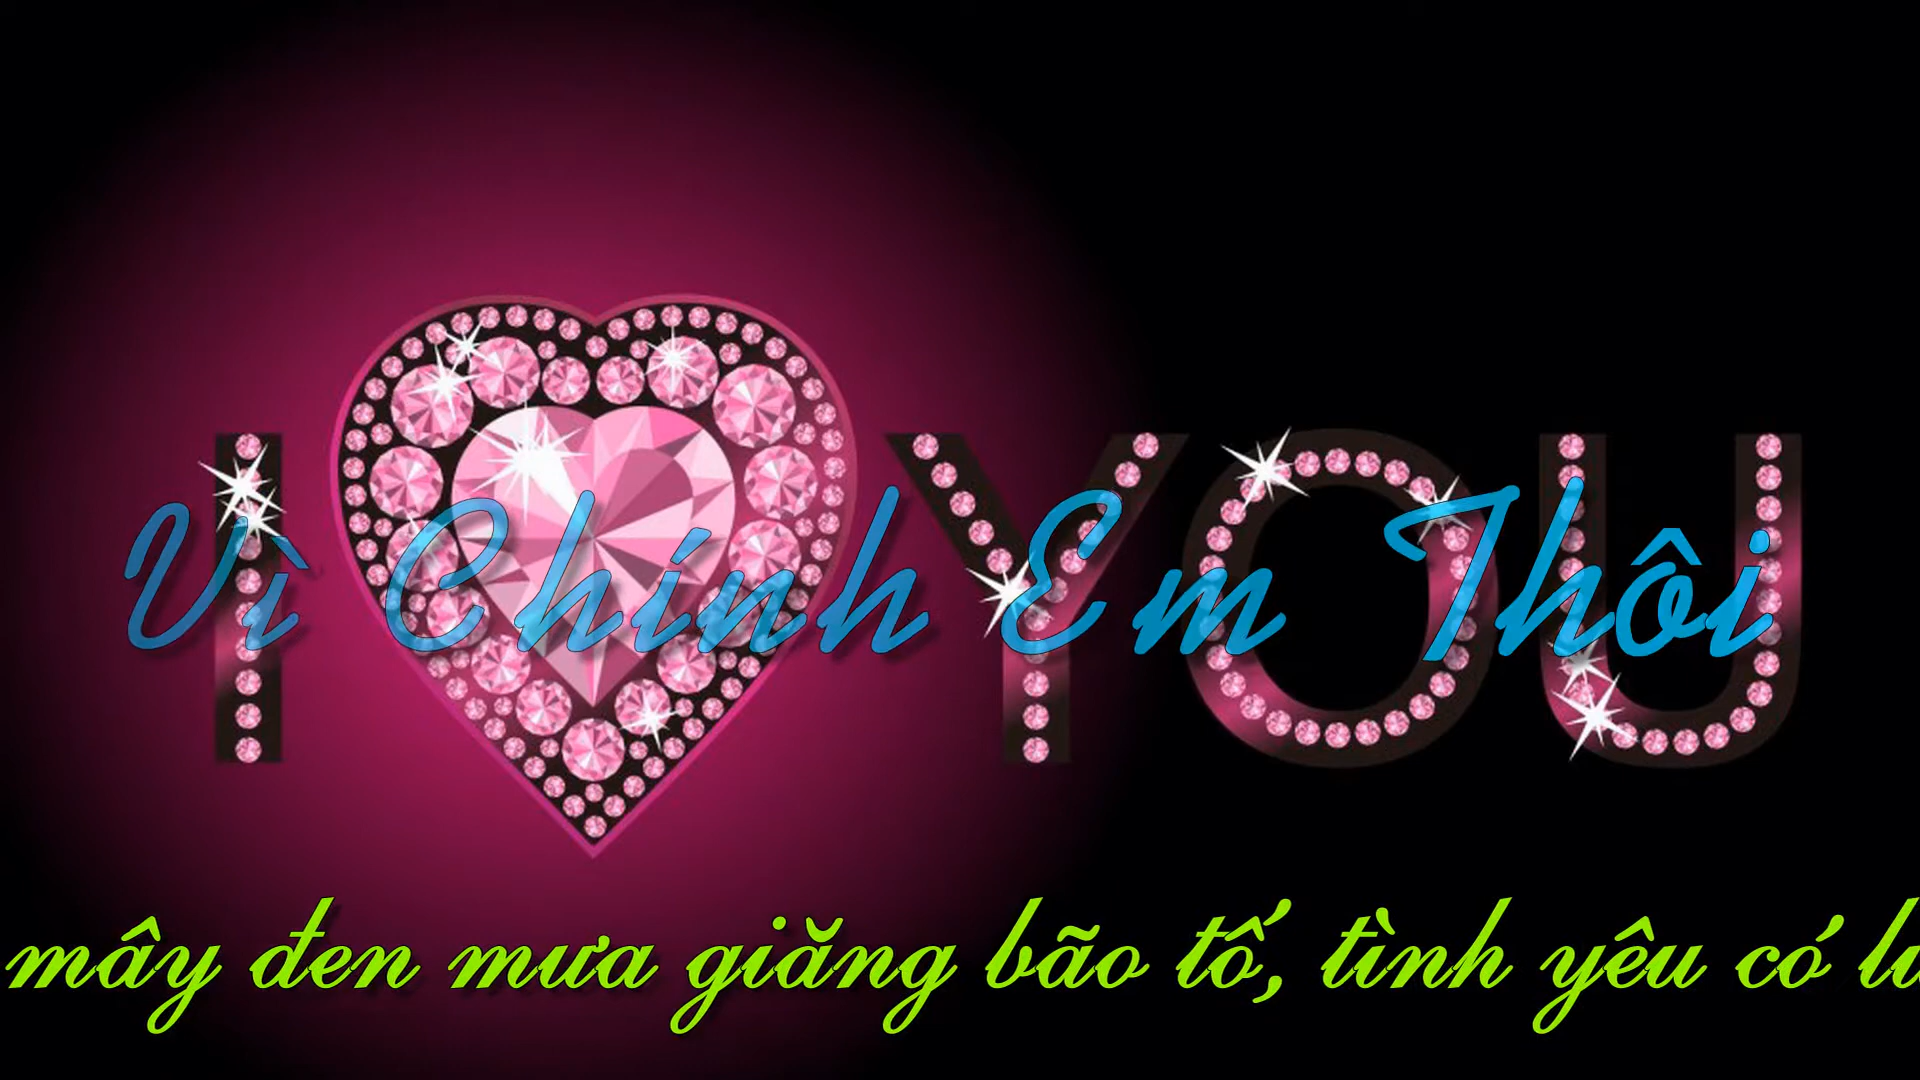 I YOU
Vì Chính Em Thôi
mây đen mưa giăng bão tố, tình yêu có